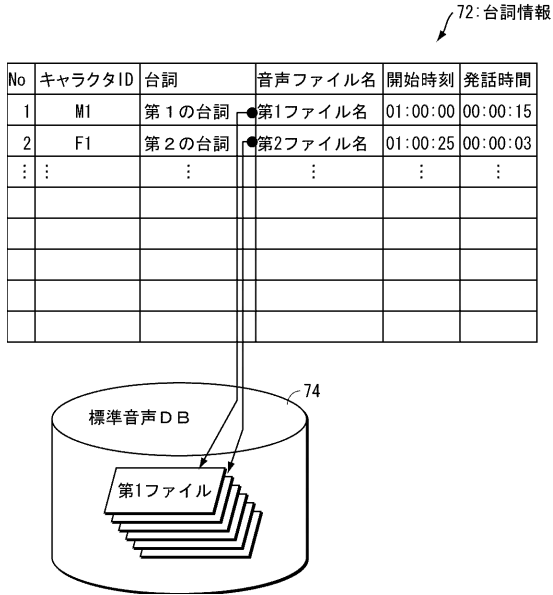 72:台詞情報
No キャラクタID 台詞 音声ファイル名 開始時刻 発話時間
1 M1 第1の台詞 第1ファイル名 01:00:00 00:00:15
2 F1 第2の台詞 第2ファイル名 01:00:25 00:00:03
⋮ ⋮ ⋮ ⋮ ⋮ ⋮
74
標準音声DB
第1ファイル